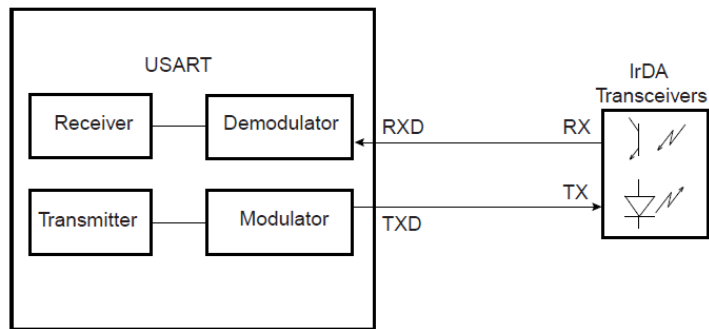 USART
IrDA
Transceivers
Receiver
Demodulator
RXD
RX
Transmitter
Modulator
TXD
TX